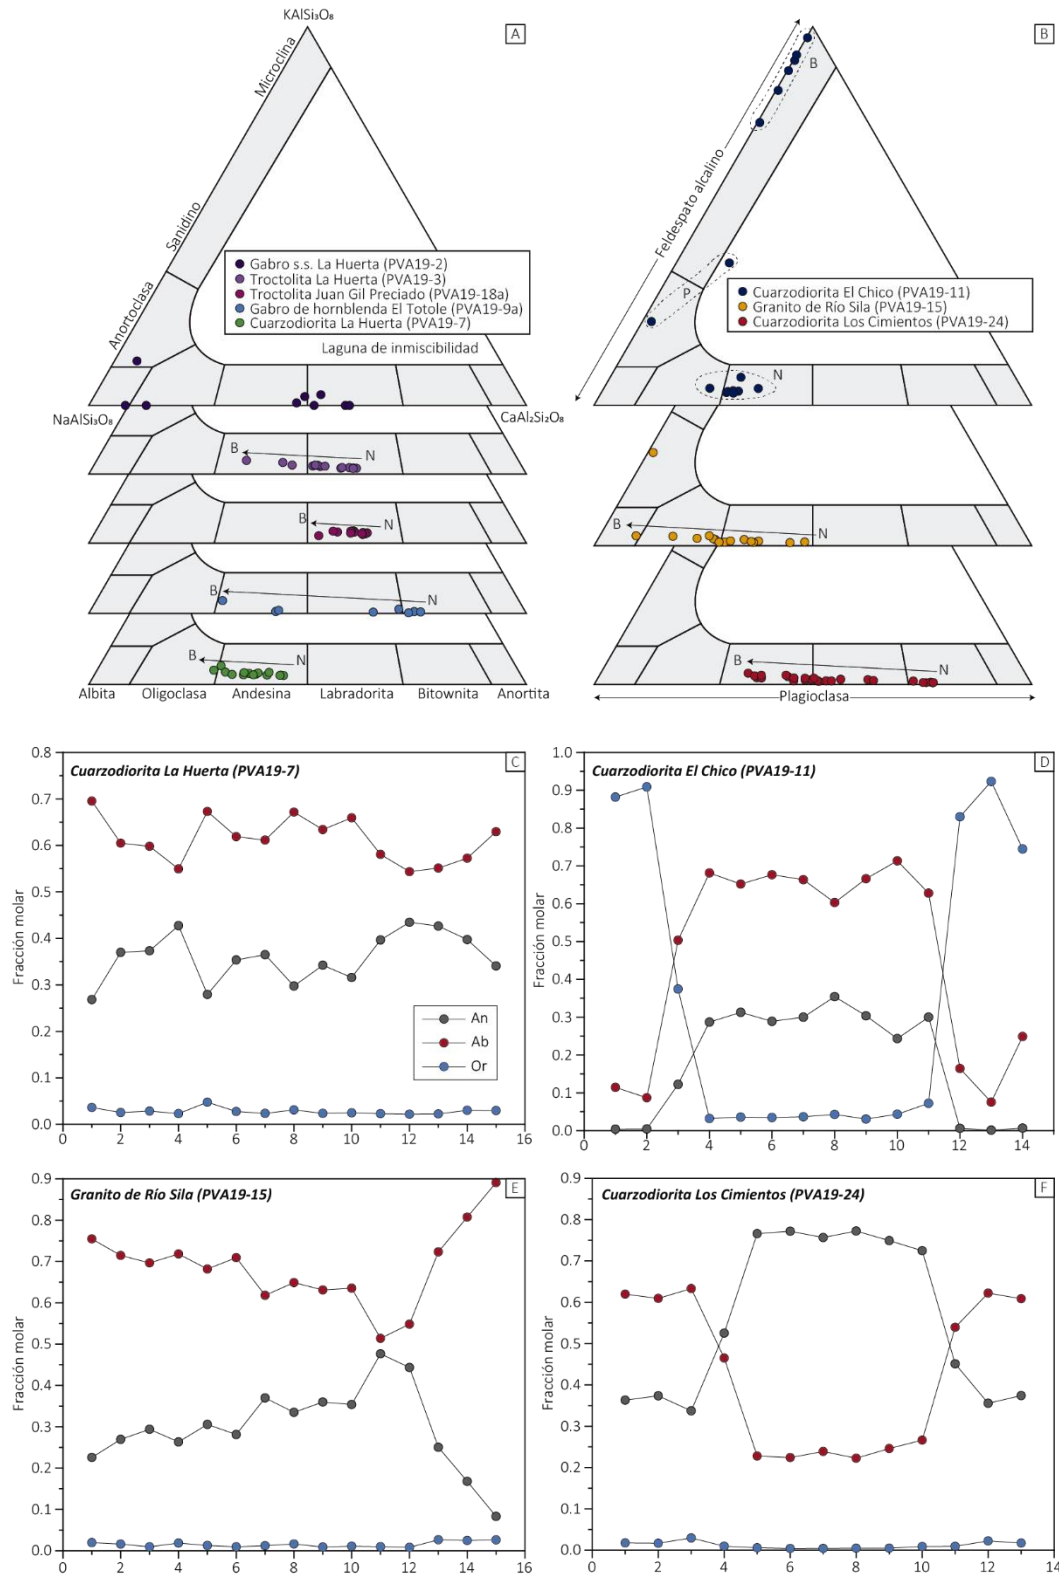 KAlSi₃O₈
A
Microclina
Sanidino
Anortoclasa
Gabro s.s. La Huerta (PVA19-2)
Troctolita La Huerta (PVA19-3)
Troctolita Juan Gil Preciado (PVA19-18a)
Gabro de hornblenda El Totole (PVA19-9a)
Cuarzodiorita La Huerta (PVA19-7)
Laguna de inmiscibilidad
NaAlSi₃O₈
CaAl₂Si₂O₈
B
N
B
N
B
N
B
N
Albita
Oligoclasa
Andesina
Labradorita
Bitownita
Anortita
B
B
Feldespato alcalino
P
Cuarzodiorita El Chico (PVA19-11)
Granito de Río Sila (PVA19-15)
Cuarzodiorita Los Cimientos (PVA19-24)
N
B
N
B
N
Plagioclasa
Cuarzodiorita La Huerta (PVA19-7)
C
Fracción molar
0.8
0.7
0.6
0.5
0.4
0.3
0.2
0.1
0.0
An
Ab
Or
0 2 4 6 8 10 12 14 16
Cuarzodiorita El Chico (PVA19-11)
D
Fracción molar
1.0
0.9
0.8
0.7
0.6
0.5
0.4
0.3
0.2
0.1
0.0
0 2 4 6 8 10 12 14
Granito de Río Sila (PVA19-15)
E
Fracción molar
0.9
0.8
0.7
0.6
0.5
0.4
0.3
0.2
0.1
0.0
0 2 4 6 8 10 12 14 16
Cuarzodiorita Los Cimientos (PVA19-24)
F
Fracción molar
0.9
0.8
0.7
0.6
0.5
0.4
0.3
0.2
0.1
0.0
0 2 4 6 8 10 12 14